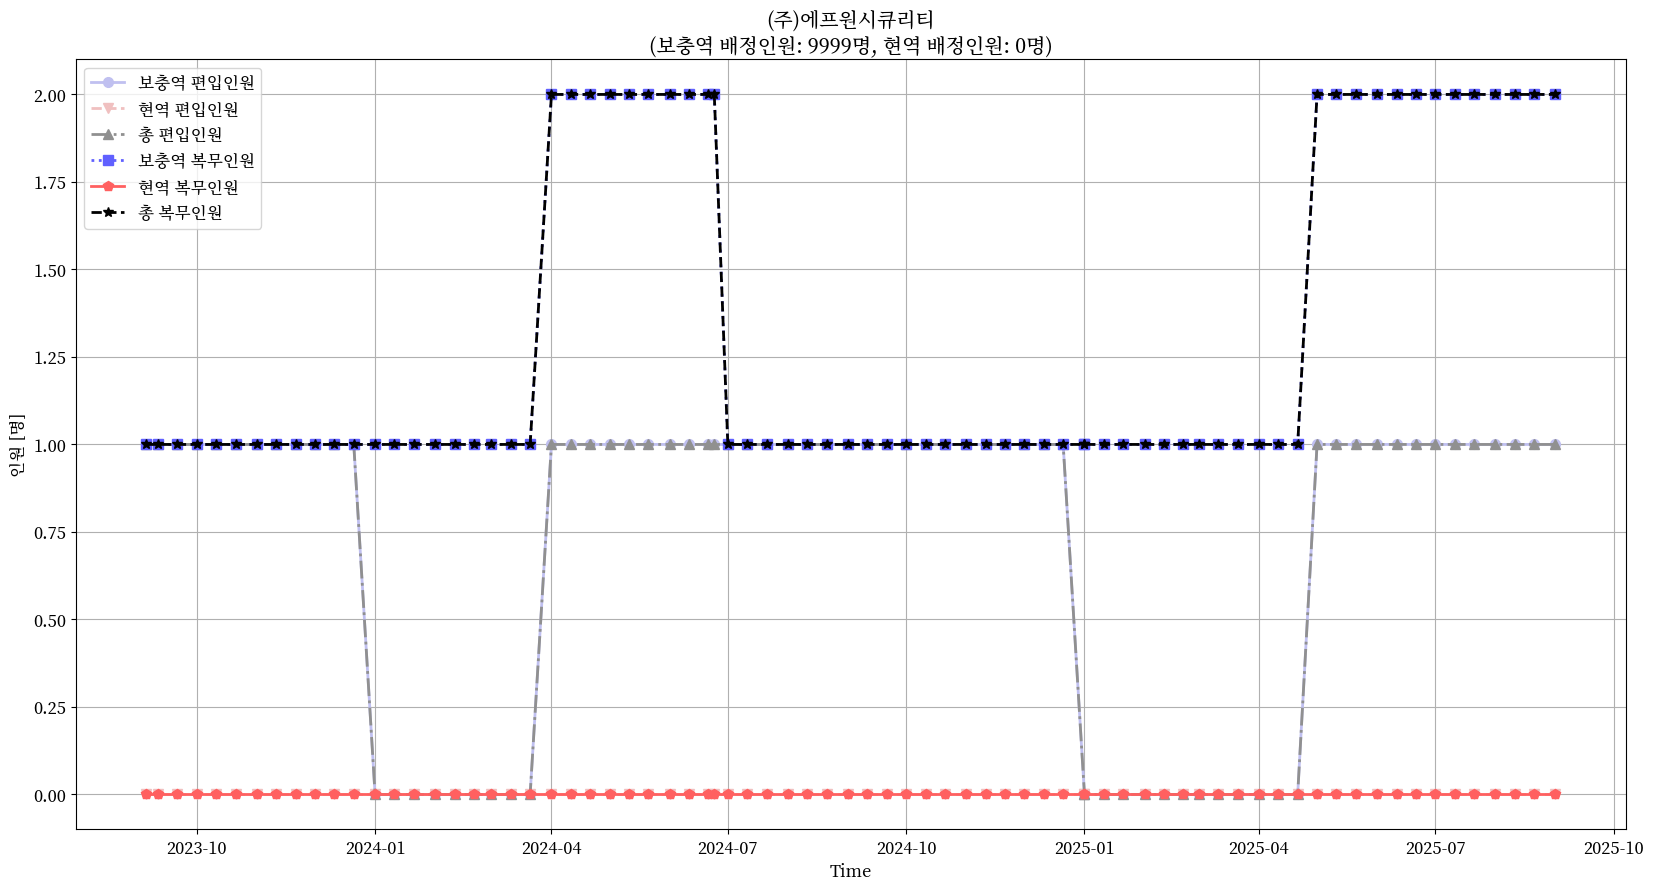 (주)에프원시큐리티
(보충역 배정인원: 9999명, 현역 배정인원: 0명)
보충역 편입인원
현역 편입인원
총 편입인원
보충역 복무인원
현역 복무인원
총 복무인원
2.00
1.75
1.50
1.25
1.00
0.75
0.50
0.25
0.00
인원 [명]
2023-10 2024-01 2024-04 2024-07 2024-10 2025-01 2025-04 2025-07 2025-10
Time